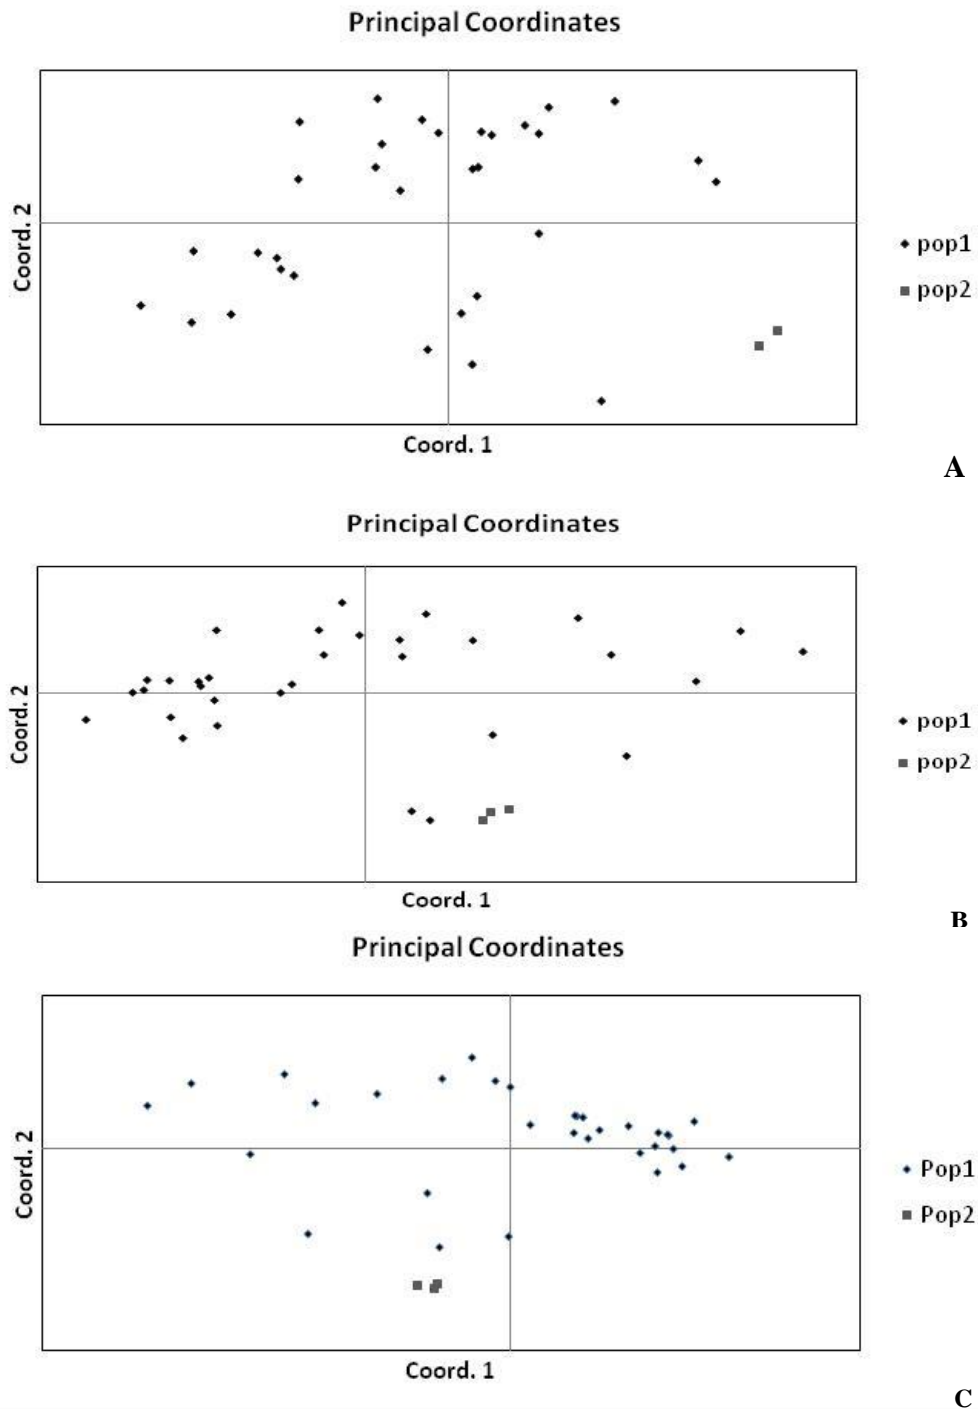 Principal Coordinates
Coord. 2
pop1
pop2
Coord. 1
A
Principal Coordinates
Coord. 2
pop1
pop2
Coord. 1
B
Principal Coordinates
Coord. 2
Pop1
Pop2
Coord. 1
C